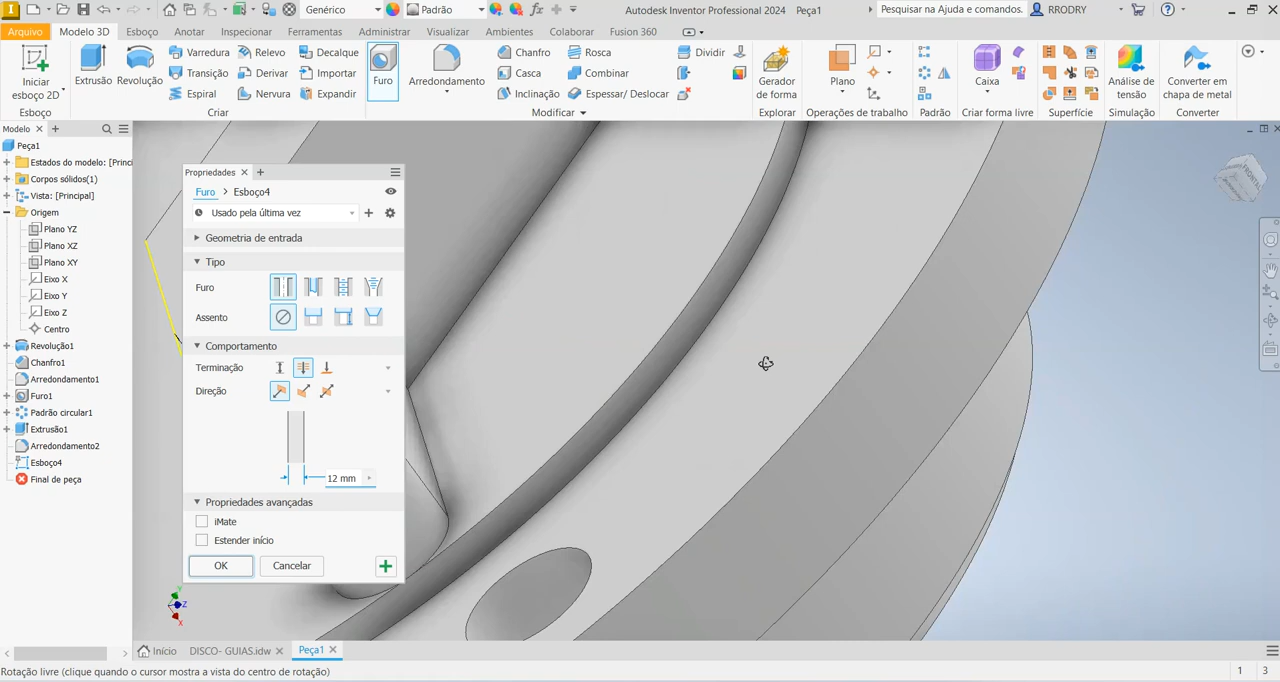 Genérico
Padrão
Autodesk Inventor Professional 2024 Peça1
Pesquisar na Ajuda e comandos.
RRODRY
Arquivo Modelo 3D Esboço Anotar Inspecionar Ferramentas Administrar Visualizar Ambientes Colaborar Fusion 360
Iniciar esboço 2D
Esboço
Extrusão
Revolução
Varredura
Transição
Espiral
Relevo
Derivar
Nervura
Decalque
Importar
Expandir
Criar
Furo
Arredondamento
Chanfro
Casca
Inclinação
Rosca
Combinar
Espessar/ Deslocar
Dividir
Modificar
Gerador de forma
Explorar
Plano
Operações de trabalho
Padrão
Caixa
Criar forma livre
Superfície
Análise de tensão
Simulação
Converter em chapa de metal
Converter
Modelo
Peça1
Estados do modelo: [Princi
Corpos sólidos(1)
Vista: [Principal]
Origem
Plano YZ
Plano XZ
Plano XY
Eixo X
Eixo Y
Eixo Z
Centro
Revolução1
Chanfro1
Arredondamento1
Furo1
Padrão circular1
Extrusão1
Arredondamento2
Esboço4
Final de peça
Propriedades
Furo > Esboço4
Usado pela última vez
Geometria de entrada
Tipo
Furo
Assento
Comportamento
Terminação
Direção
12 mm
Propriedades avançadas
iMate
Estender início
OK Cancelar
FRONTAL
Y
Z
X
Início DISCO- GUIAS.idw Peça1
Rotação livre (clique quando o cursor mostra a vista do centro de rotação)
1 3